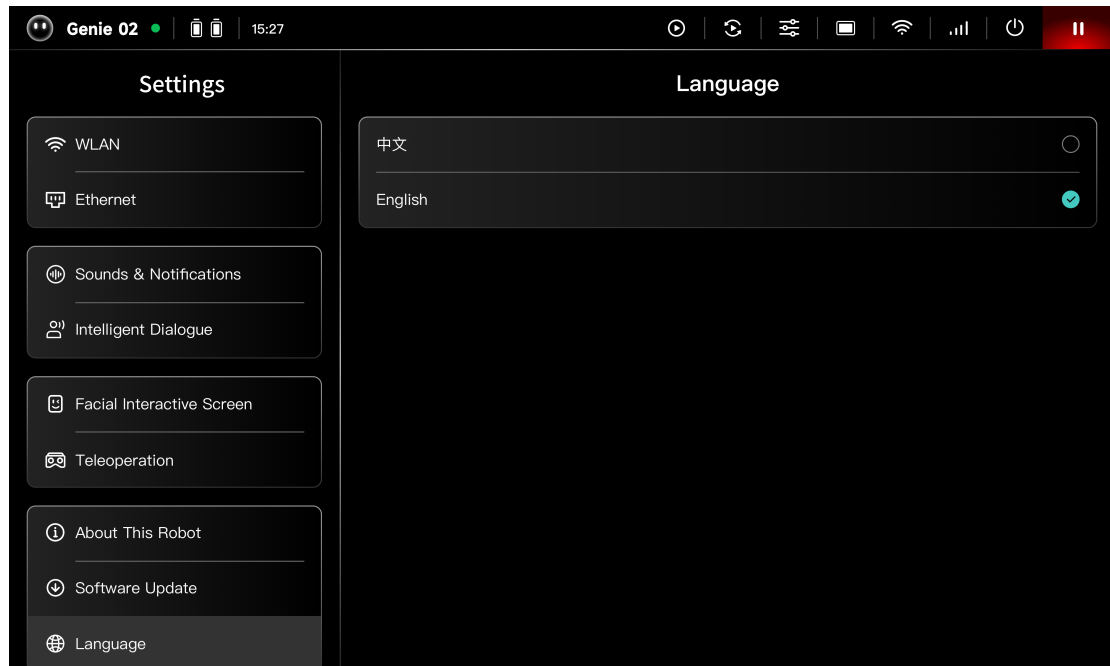 Genie 02
15:27
Settings
WLAN
Ethernet
Sounds & Notifications
Intelligent Dialogue
Facial Interactive Screen
Teleoperation
About This Robot
Software Update
Language
Language
中文
English